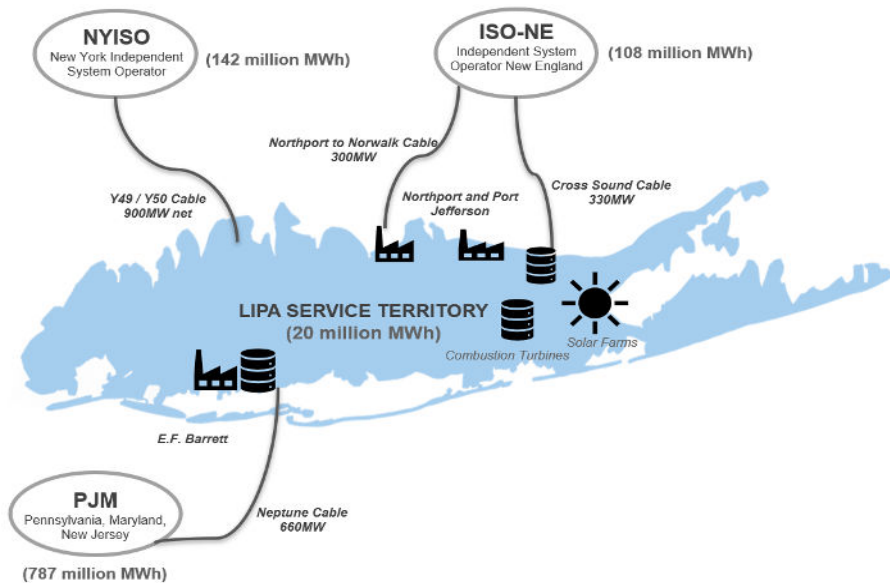 NYISO
New York Independent
System Operator
(142 million MWh)
ISO-NE
Independent System
Operator New England
(108 million MWh)
Northport to Norwalk Cable
300MW
Y49 / Y50 Cable
900MW net
Northport and Port
Jefferson
Cross Sound Cable
330MW
LIPA SERVICE TERRITORY
(20 million MWh)
Combustion Turbines
Solar Farms
E.F. Barrett
PJM
Pennsylvania, Maryland,
New Jersey
(787 million MWh)
Neptune Cable
660MW